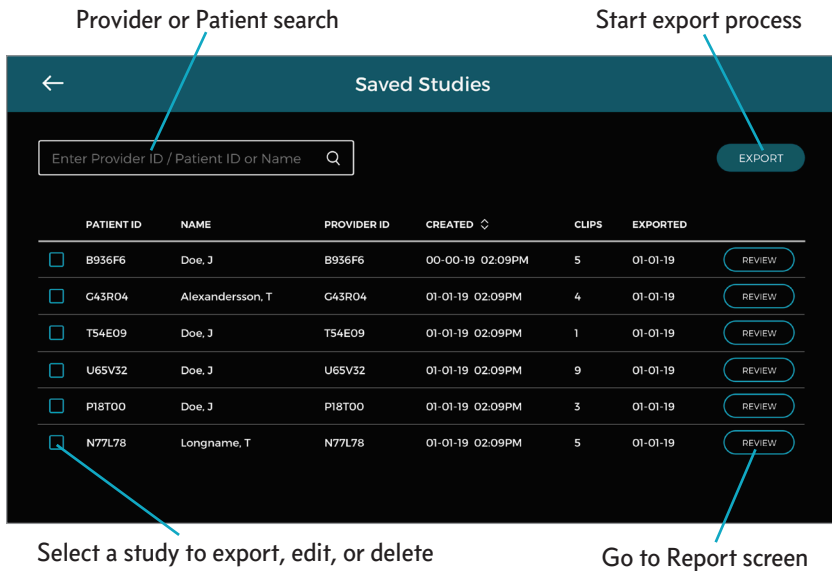 Provider or Patient search
Start export process
Saved Studies
Enter Provider ID / Patient ID or Name
EXPORT
PATIENT ID NAME PROVIDER ID CREATED CLIPS EXPORTED
B936F6 Doe, J B936F6 00-00-19 02:09PM 5 01-01-19 REVIEW
G43R04 Alexandersson, T G43R04 01-01-19 02:09PM 4 01-01-19 REVIEW
T54E09 Doe, J T54E09 01-01-19 02:09PM 1 01-01-19 REVIEW
U65V32 Doe, J U65V32 01-01-19 02:09PM 9 01-01-19 REVIEW
P18T00 Doe, J P18T00 01-01-19 02:09PM 3 01-01-19 REVIEW
N77L78 Longname, T N77L78 01-01-19 02:09PM 5 01-01-19 REVIEW
Select a study to export, edit, or delete
Go to Report screen